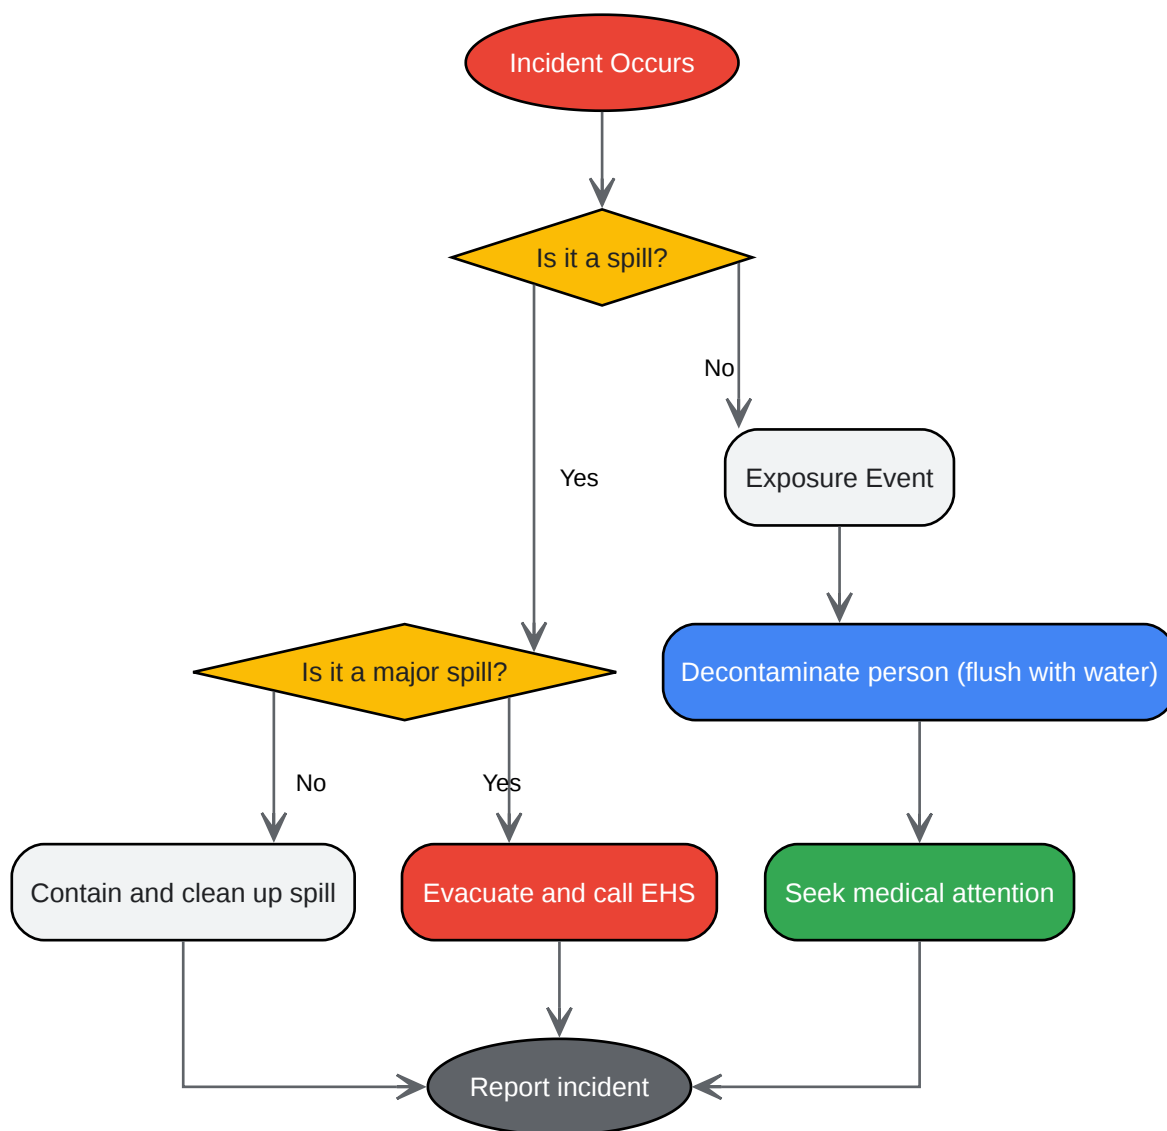 Incident Occurs
Is it a spill?
No
Yes
Exposure Event
Is it a major spill?
Decontaminate person (flush with water)
No
Yes
Contain and clean up spill
Evacuate and call EHS
Seek medical attention
Report incident